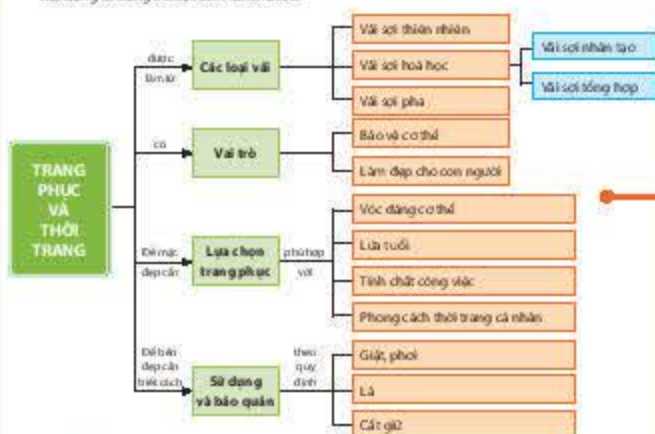 TRANG
PHỤC
VÀ
THỜI
TRANG
được
làm từ
Các loại vải
Vải sợi thiên nhiên
Vải sợi hoá học
Vải sợi pha
Vải sợi nhân tạo
Vải sợi tổng hợp
có
Vai trò
Bảo vệ cơ thể
Làm đẹp cho con người
Để mặc
đẹp cần
Lựa chọn
trang phục
phù hợp
với
Vóc dáng cơ thể
Lứa tuổi
Tính chất công việc
Phong cách thời trang cá nhân
Để bền
đẹp cần
biết cách
Sử dụng
và bảo quản
theo
quy
định
Giặt, phơi
Là
Cất giữ